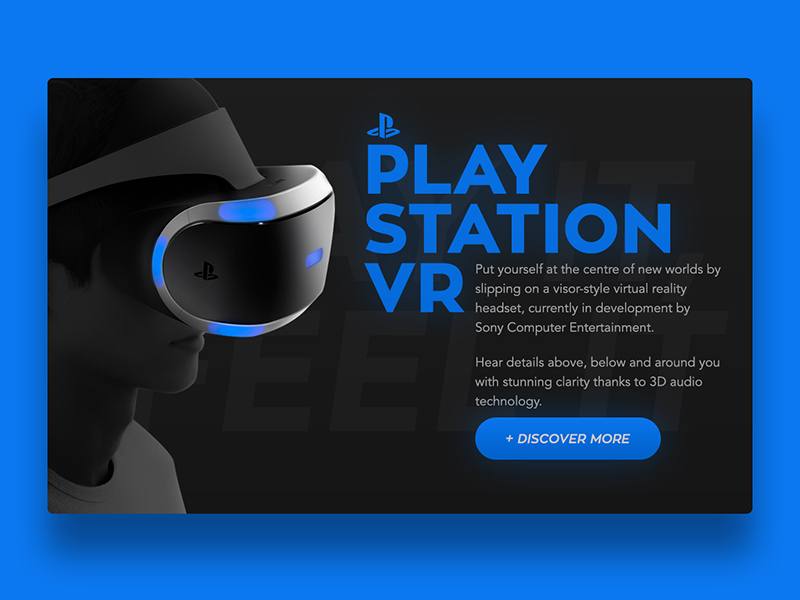 PLAY
STATION
VR
Put yourself at the centre of new worlds by
slipping on a visor-style virtual reality
headset, currently in development by
Sony Computer Entertainment.
Hear details above, below and around you
with stunning clarity thanks to 3D audio
technology.
+ DISCOVER MORE
FEEL IT